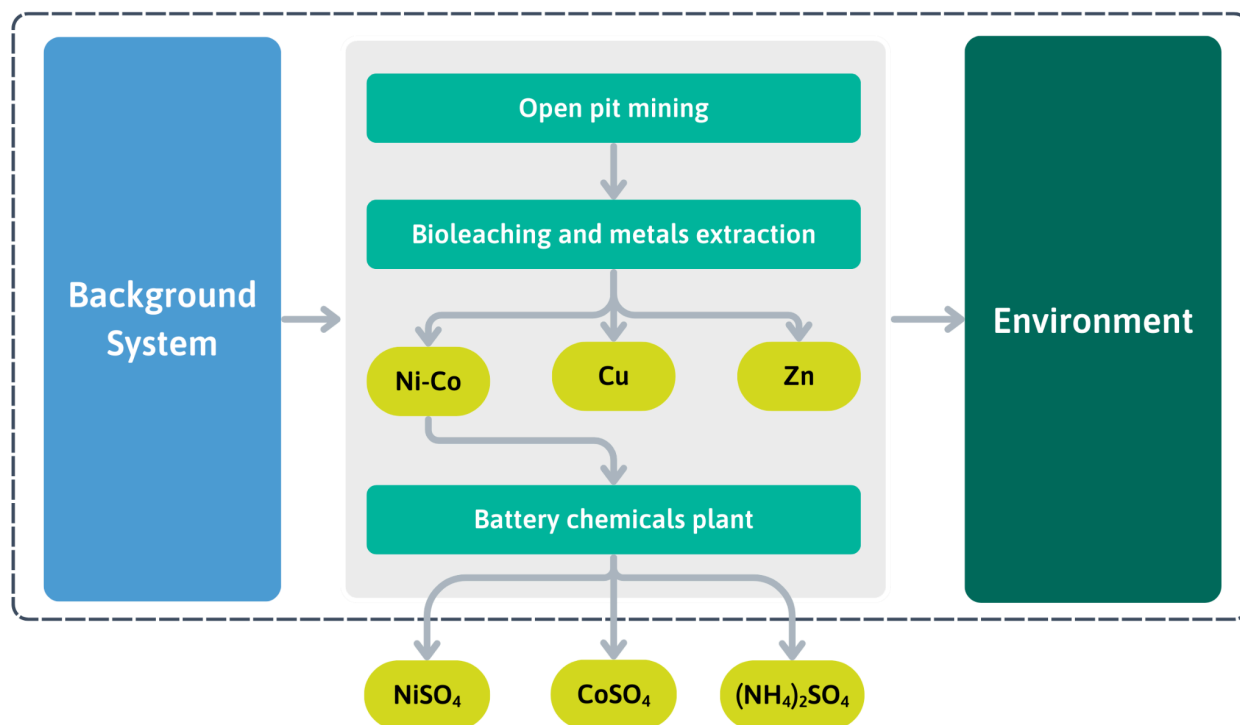 Open pit mining
Bioleaching and metals extraction
Background
System
Environment
Ni-Co
Cu
Zn
Battery chemicals plant
NiSO₄
CoSO₄
(NH₄)₂SO₄